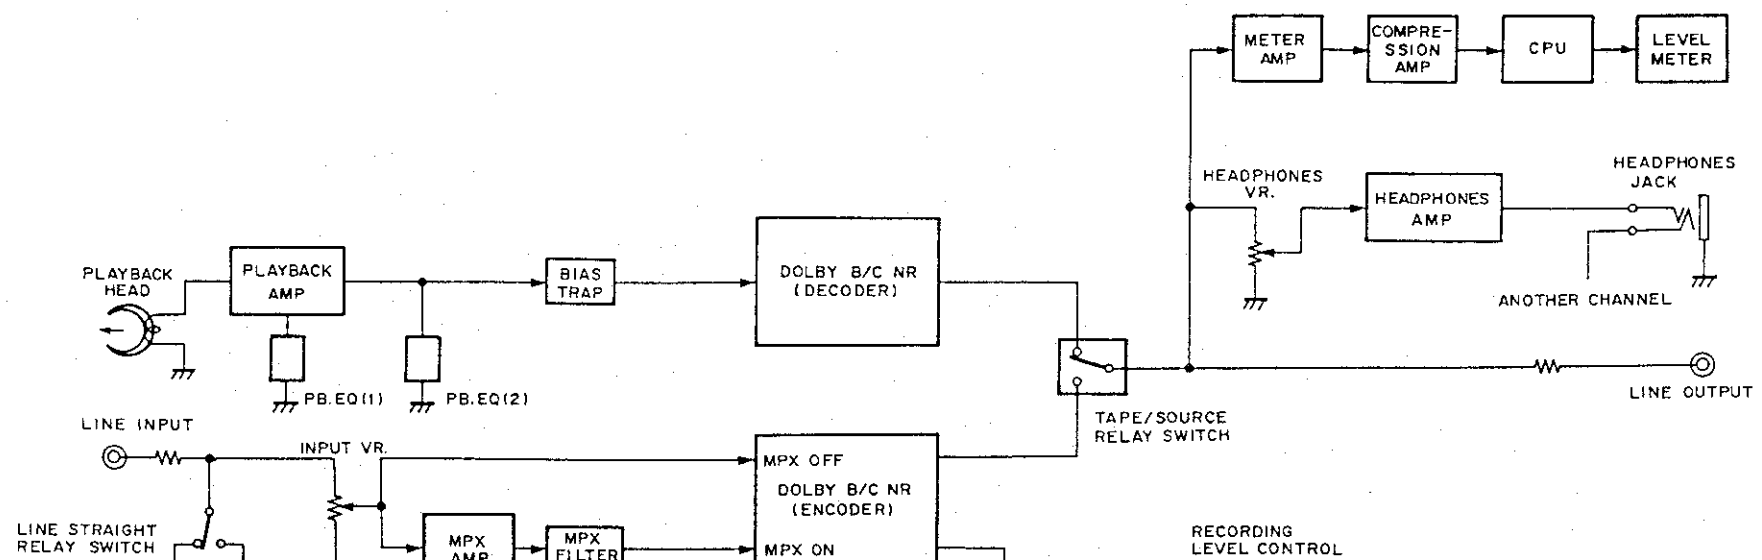 METER
AMP
COMPRE-
SSION
AMP
CPU
LEVEL
METER
HEADPHONES
VR.
HEADPHONES
AMP
HEADPHONES
JACK
ANOTHER CHANNEL
PLAYBACK
HEAD
PLAYBACK
AMP
BIAS
TRAP
DOLBY B/C NR
(DECODER)
PB.EQ(1)
PB.EQ(2)
LINE OUTPUT
TAPE/SOURCE
RELAY SWITCH
LINE INPUT
INPUT VR.
MPX OFF
DOLBY B/C NR
(ENCODER)
MPX ON
LINE STRAIGHT
RELAY SWITCH
MPX
AMP
MPX
FILTER
RECORDING
LEVEL CONTROL